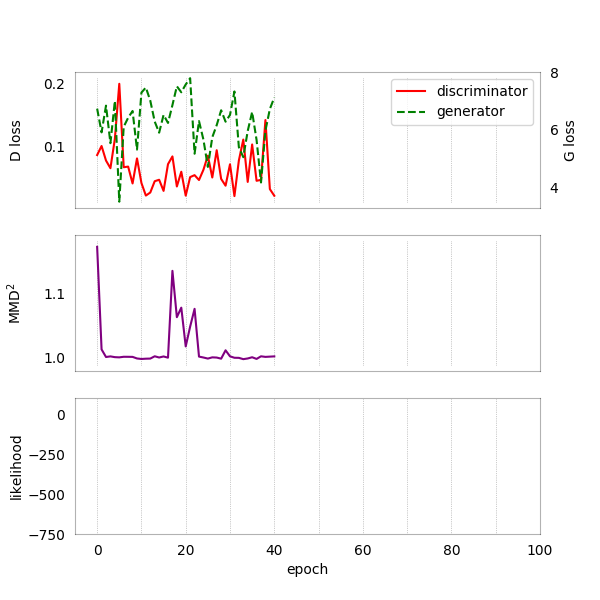 8
0.2
discriminator
generator
6
0.1
D loss
G loss
4
1.1
MMD²
1.0
0
−250
likelihood
−500
−750
0 20 40 60 80 100
epoch